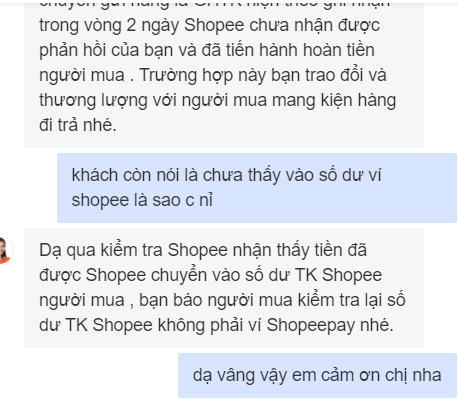 trong vòng 2 ngày Shopee chưa nhận được
phản hồi của bạn và đã tiến hành hoàn tiền
người mua . Trường hợp này bạn trao đổi và
thương lượng với người mua mang kiện hàng
đi trả nhé.
khách còn nói là chưa thấy vào số dư ví
shopee là sao c nỉ
Dạ qua kiểm tra Shopee nhận thấy tiền đã
được Shopee chuyển vào số dư TK Shopee
người mua , bạn báo người mua kiểm tra lại số
dư TK Shopee không phải ví Shopeepay nhé.
dạ vâng vậy em cảm ơn chị nha